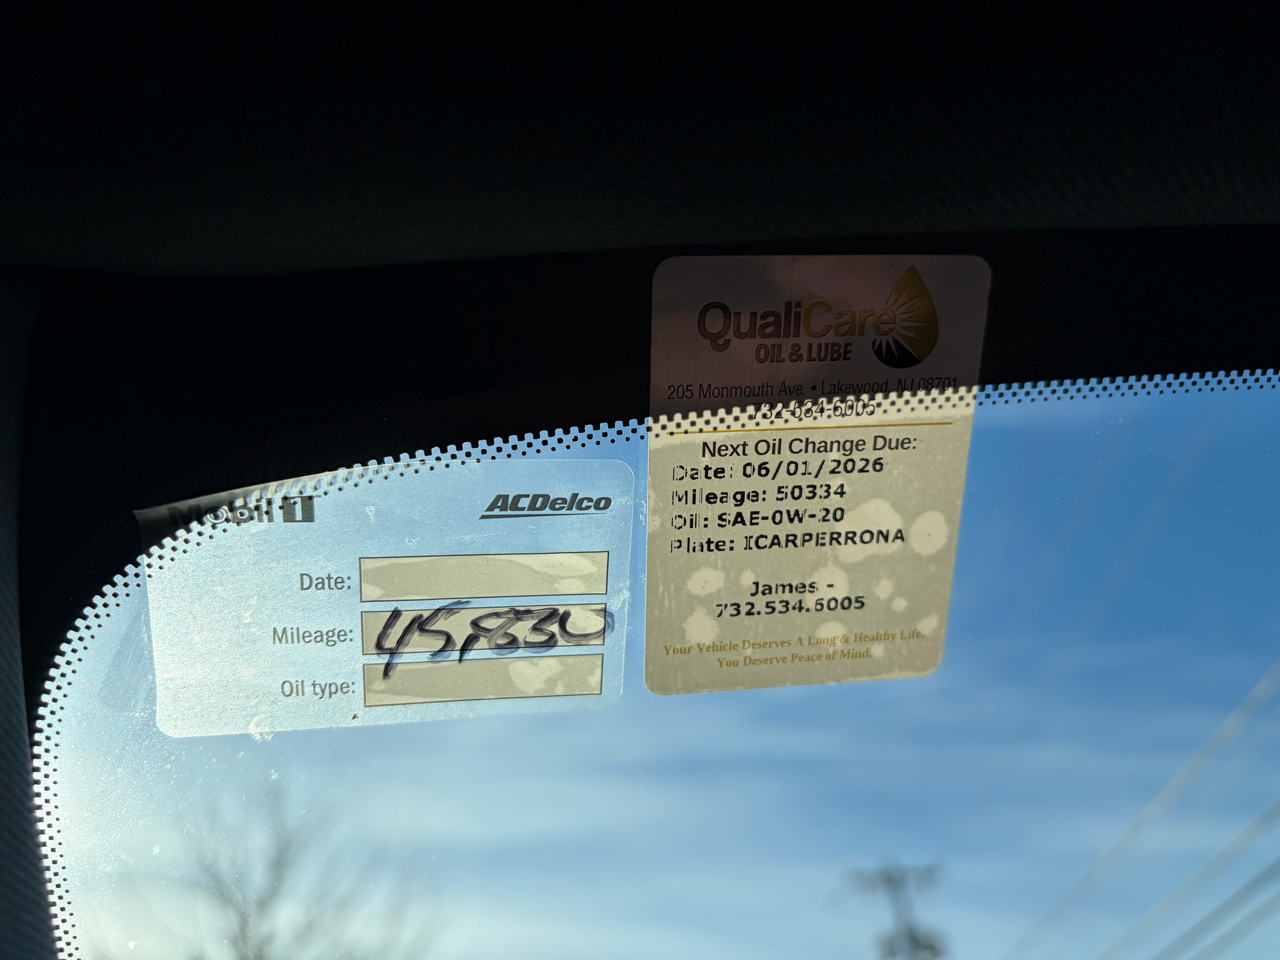 Mobil 1
ACDelco
Date:
Mileage: 45,830
Oil type:
QualiCare
OIL & LUBE
205 Monmouth Ave. • Lakewood, NJ 08701
732-534-6005
Next Oil Change Due:
Date: 06/01/2026
Mileage: 50334
Oil: SAE-0W-20
Plate: ICARPERRONA
James -
732.534.6005
Your Vehicle Deserves A Long & Healthy Life.
You Deserve Peace of Mind.